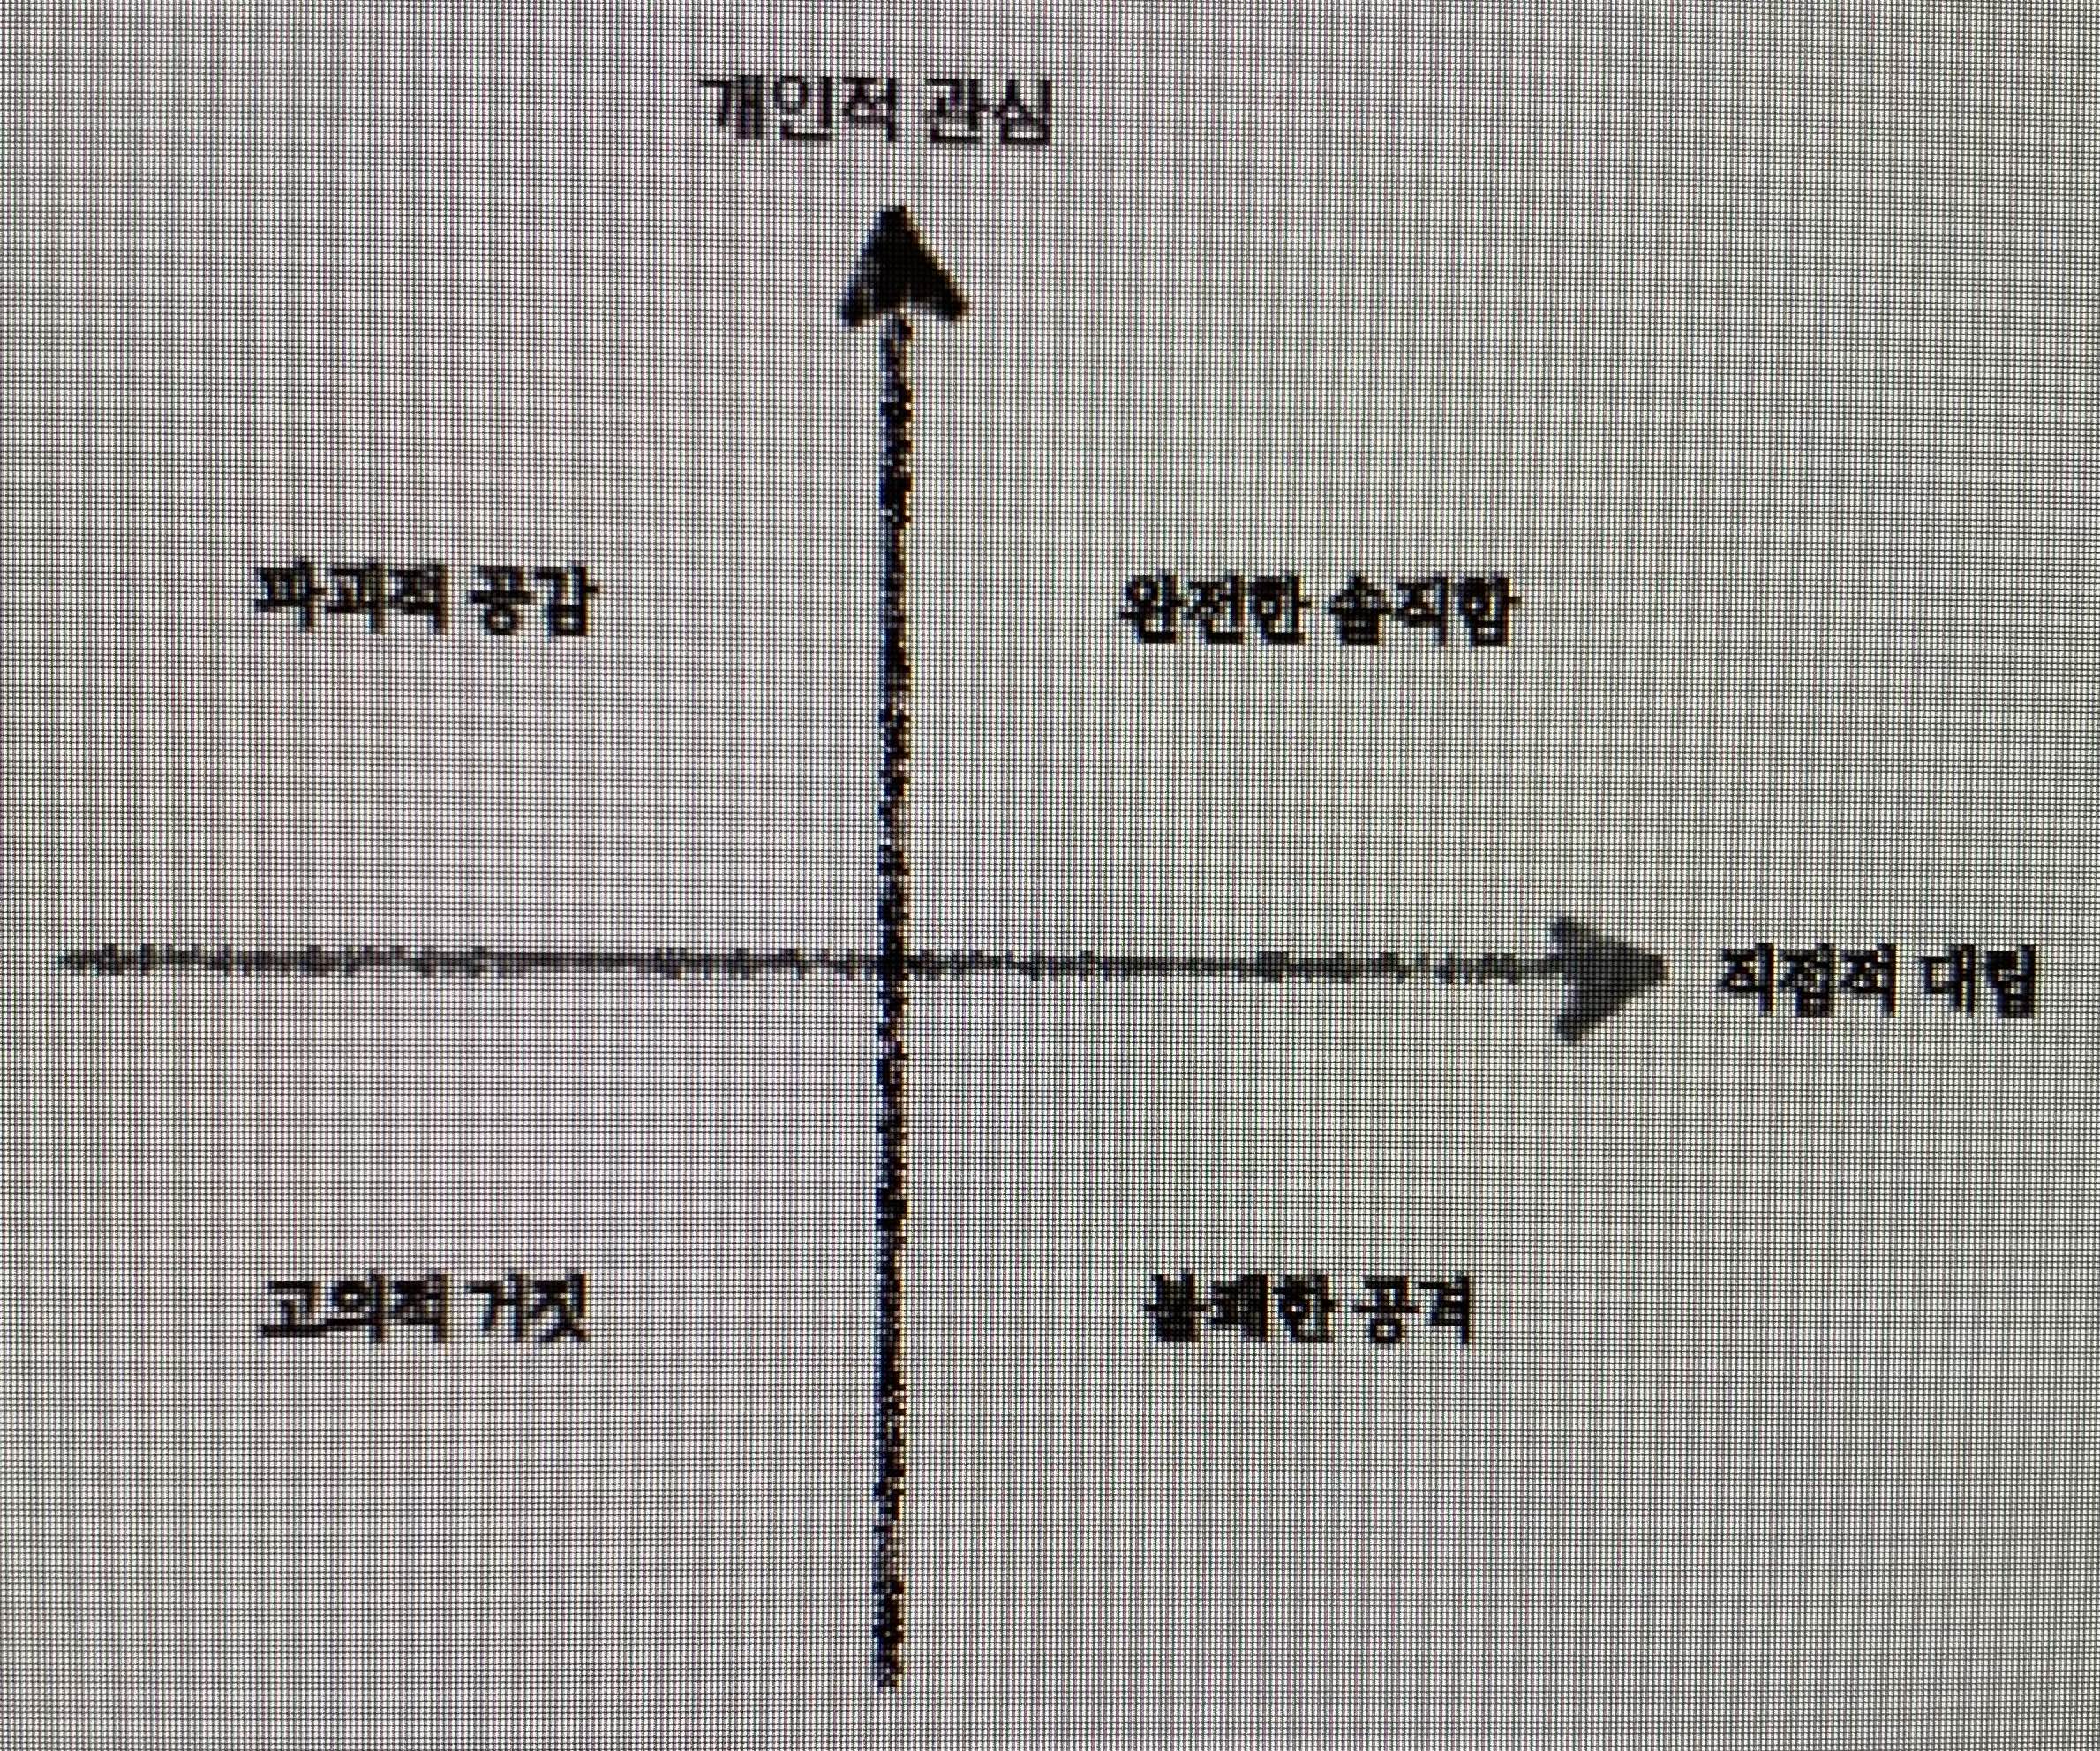 개인적 관심
파괴적 공감
완전한 솔직함
직접적 대립
고의적 거짓
불쾌한 공격